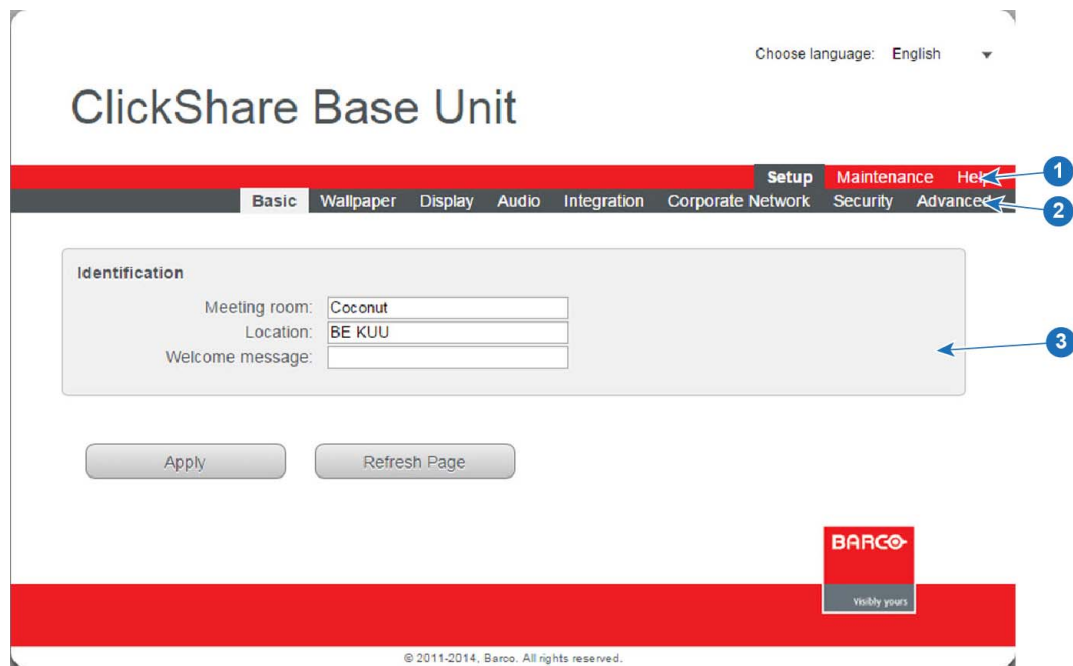 Choose language: English
ClickShare Base Unit
Setup Maintenance Help
1
Basic Wallpaper Display Audio Integration Corporate Network Security Advanced
2
Identification
Meeting room: Coconut
Location: BE KUU
Welcome message:
3
Apply Refresh Page
BARCO
Visibly yours
© 2011-2014, Barco. All rights reserved.